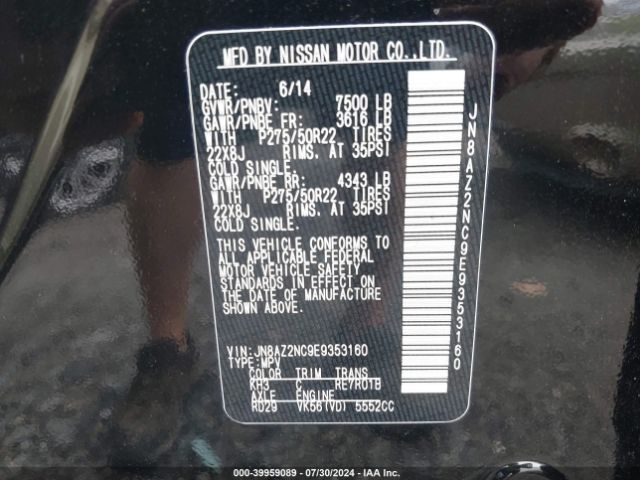 MFD BY NISSAN MOTOR CO.,LTD.
DATE: 6/14
GVWR/PNBV: 7500 LB
GAWR/PNBE FR: 3616 LB
WITH P275/50R22 TIRES
22X8J RIMS. AT 35PSI
COLD SINGLE.
GAWR/PNBE RR: 4343 LB
WITH P275/50R22 TIRES
22X8J RIMS. AT 35PSI
COLD SINGLE.
THIS VEHICLE CONFORMS TO
ALL APPLICABLE FEDERAL
MOTOR VEHICLE SAFETY
STANDARDS IN EFFECT ON
THE DATE OF MANUFACTURE
SHOWN ABOVE.
VIN:JN8AZ2NC9E9353160
TYPE:MPV
COLOR TRIM TRANS
KH3 C RE7R01B
AXLE ENGINE
RD29 VK56(VD) 5552CC
JN8AZ2NC9E9353160
000-39959089 - 07/30/2024 - IAA Inc.